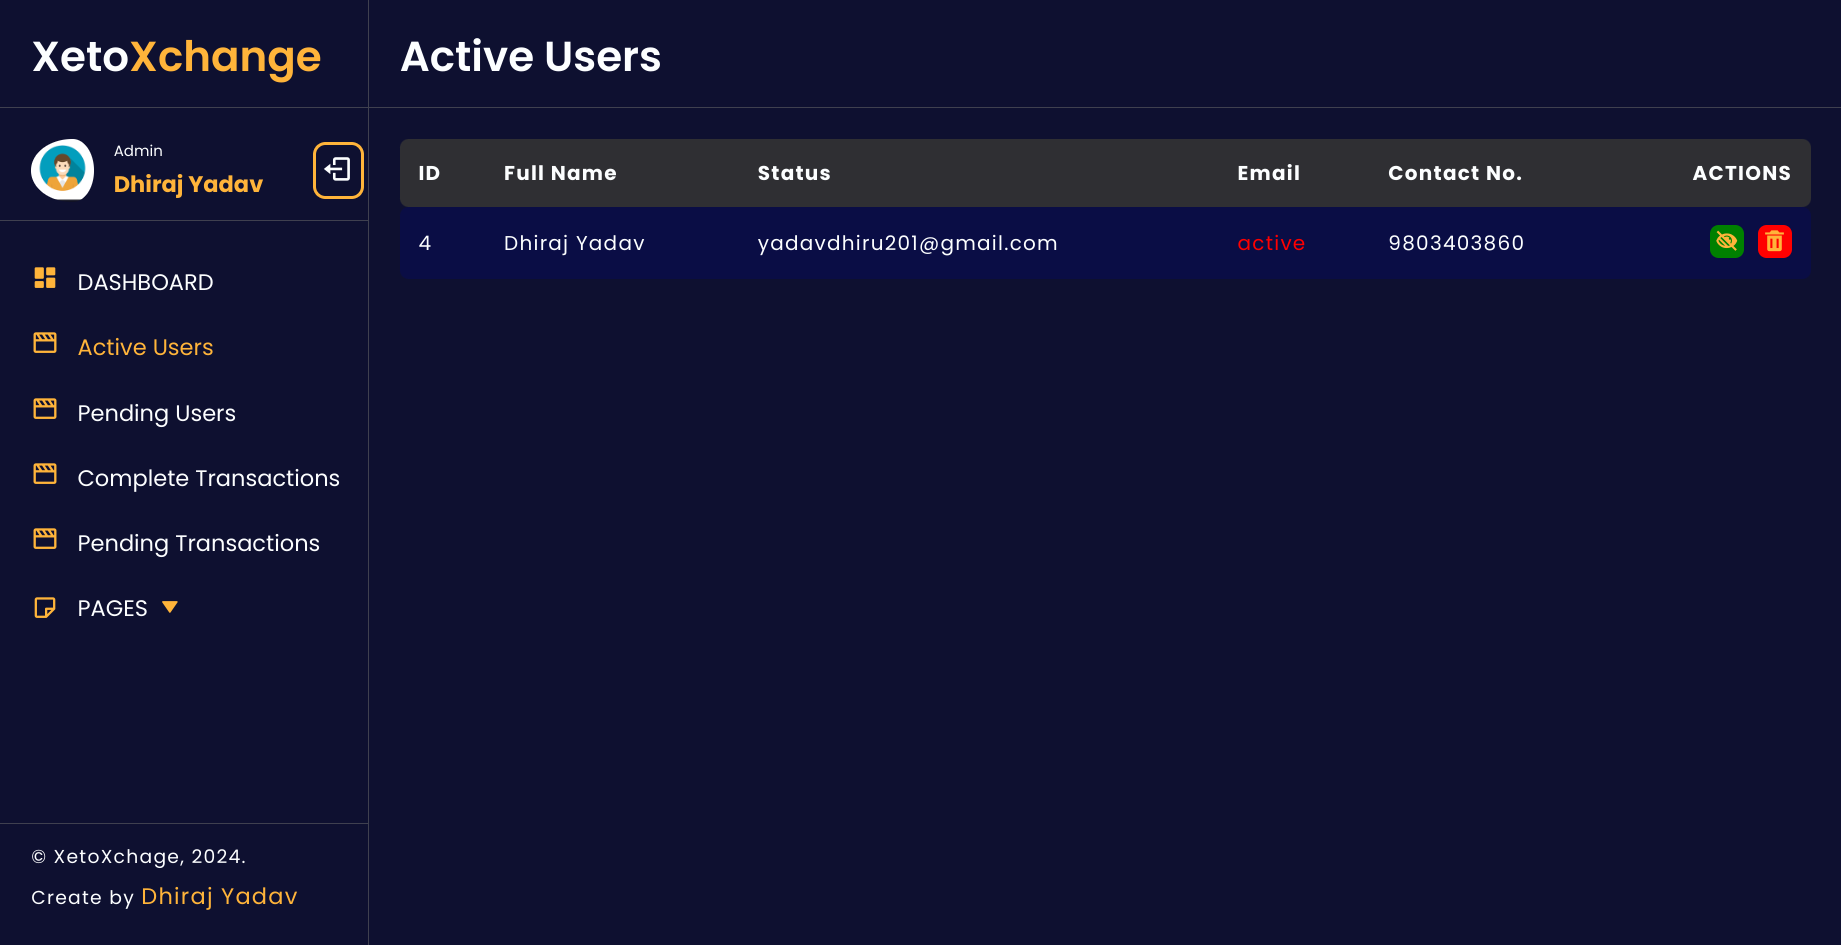 XetoXchange
Active Users
Admin
Dhiraj Yadav
DASHBOARD
Active Users
Pending Users
Complete Transactions
Pending Transactions
PAGES
© XetoXchage, 2024.
Create by Dhiraj Yadav
ID Full Name Status Email Contact No. ACTIONS
4 Dhiraj Yadav yadavdhiru201@gmail.com active 9803403860